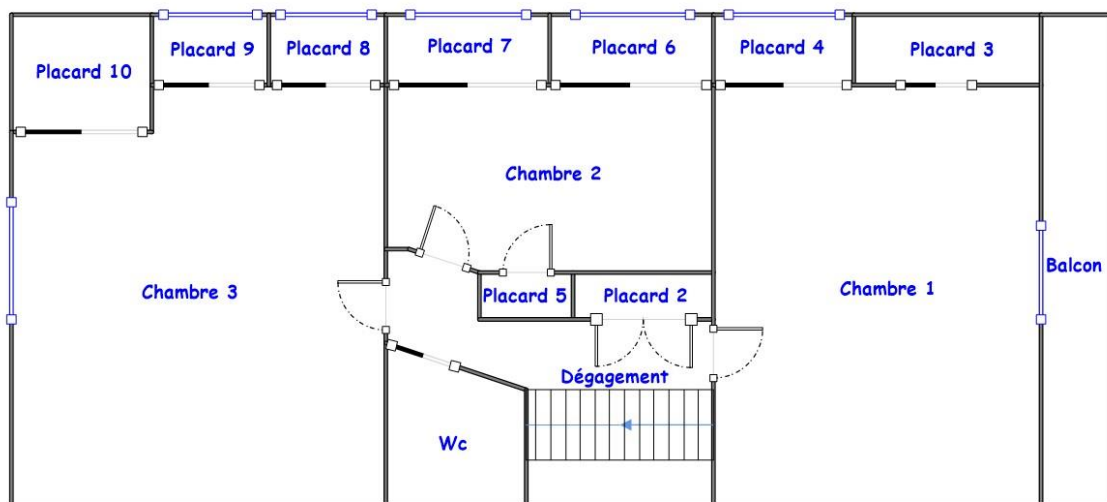 Placard 10
Placard 9
Placard 8
Placard 7
Placard 6
Placard 4
Placard 3
Chambre 2
Chambre 3
Placard 5
Placard 2
Chambre 1
Balcon
Dégagement
Wc